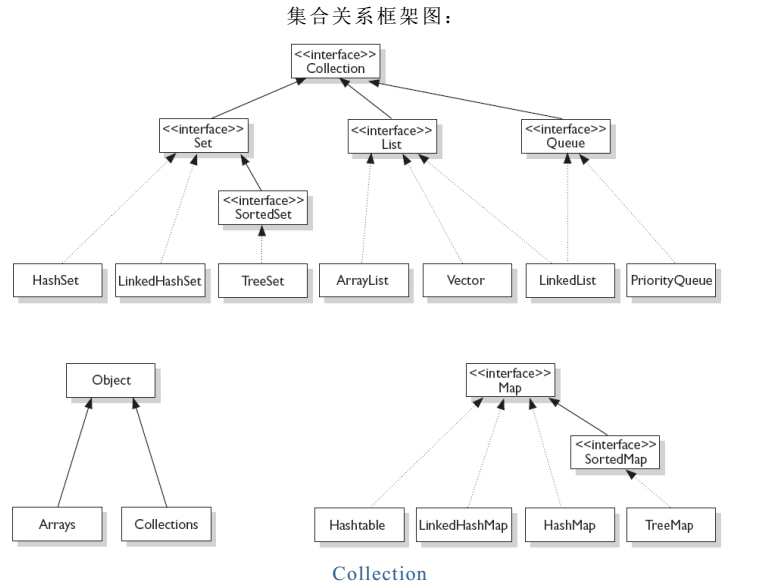 集合关系框架图：
<<interface>>
Collection
<<interface>>
Set
<<interface>>
List
<<interface>>
Queue
<<interface>>
SortedSet
HashSet
LinkedHashSet
TreeSet
ArrayList
Vector
LinkedList
PriorityQueue
Object
<<interface>>
Map
<<interface>>
SortedMap
Arrays
Collections
Hashtable
LinkedHashMap
HashMap
TreeMap
Collection